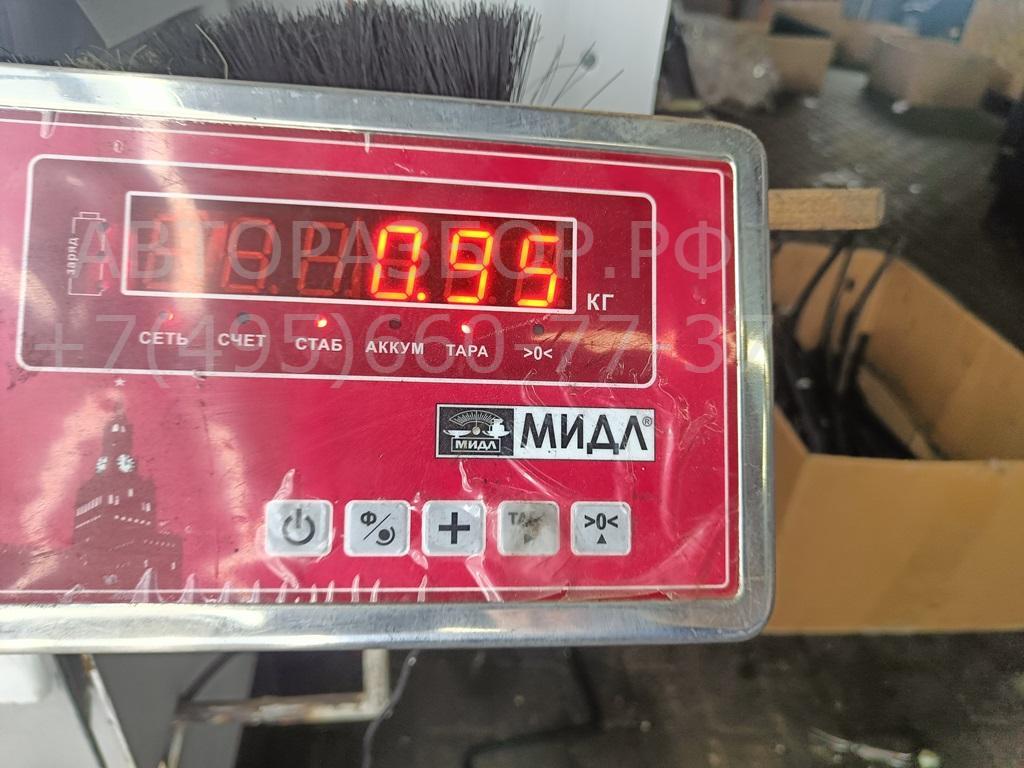 АВТОРАЗБОР.РФ
заряд
0.95
КГ
+7(495)660-77-37
СЕТЬ СЧЕТ СТАБ АККУМ ТАРА >0<
МИДЛ МИДЛ®
Ф + >0<